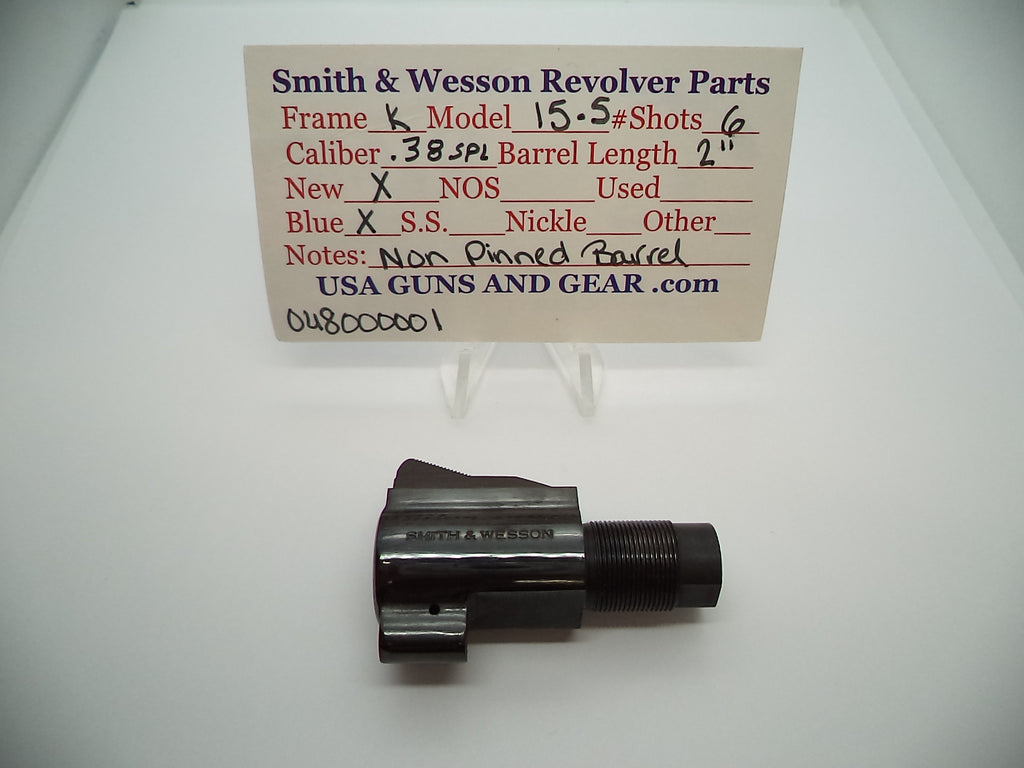 Smith & Wesson Revolver Parts
Frame K Model 15.5 #Shots 6
Caliber .38 SPL Barrel Length 2"
New X NOS Used
Blue X S.S. Nickle Other
Notes: Non Pinned Barrel
USA GUNS AND GEAR .com
048000001
SMITH & WESSON